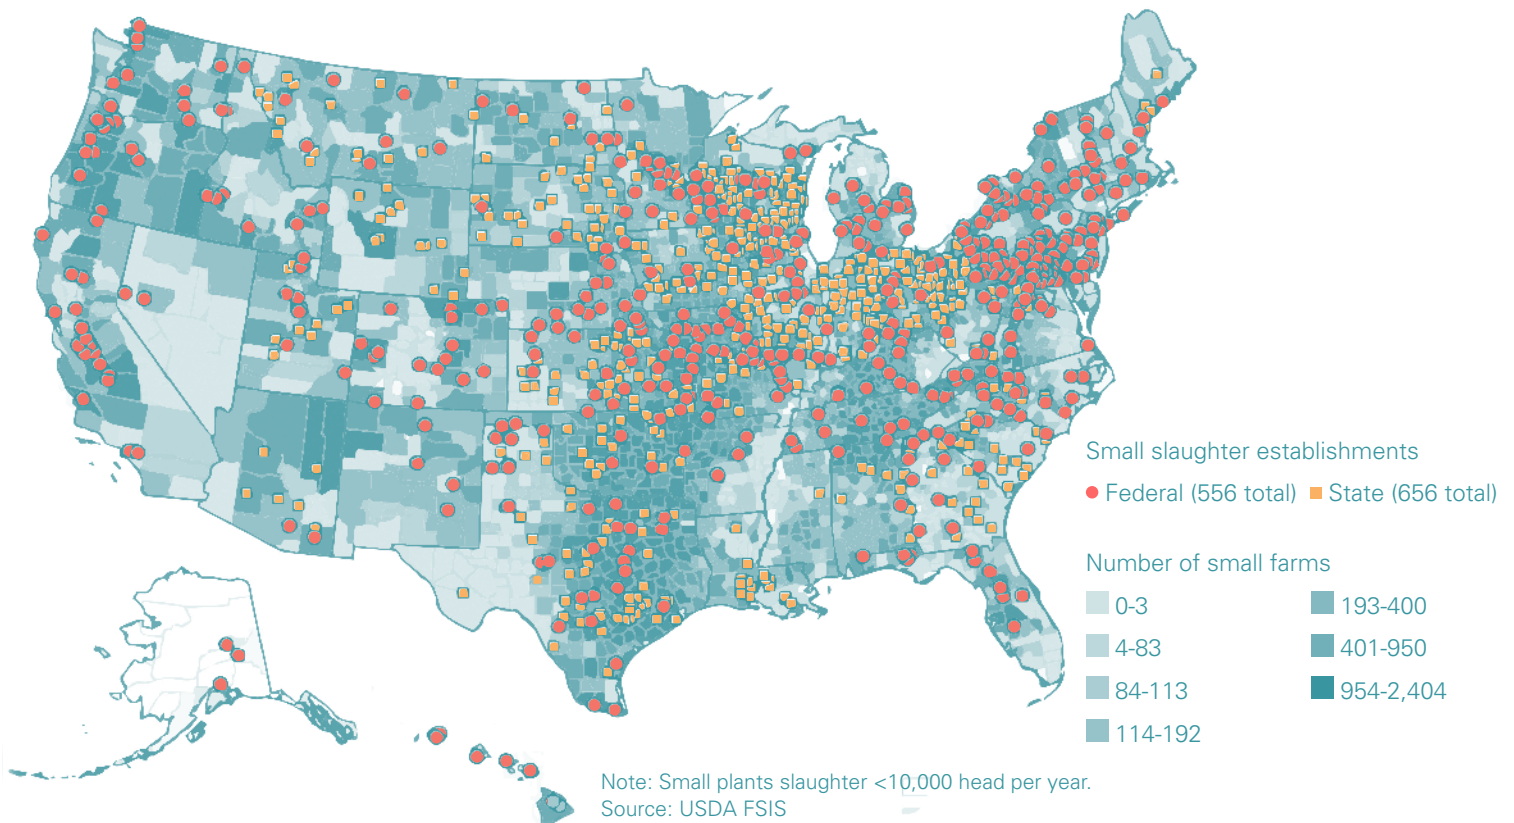 Small slaughter establishments
Federal (556 total) State (656 total)
Number of small farms
0-3 193-400
4-83 401-950
84-113 954-2,404
114-192
Note: Small plants slaughter <10,000 head per year.
Source: USDA FSIS